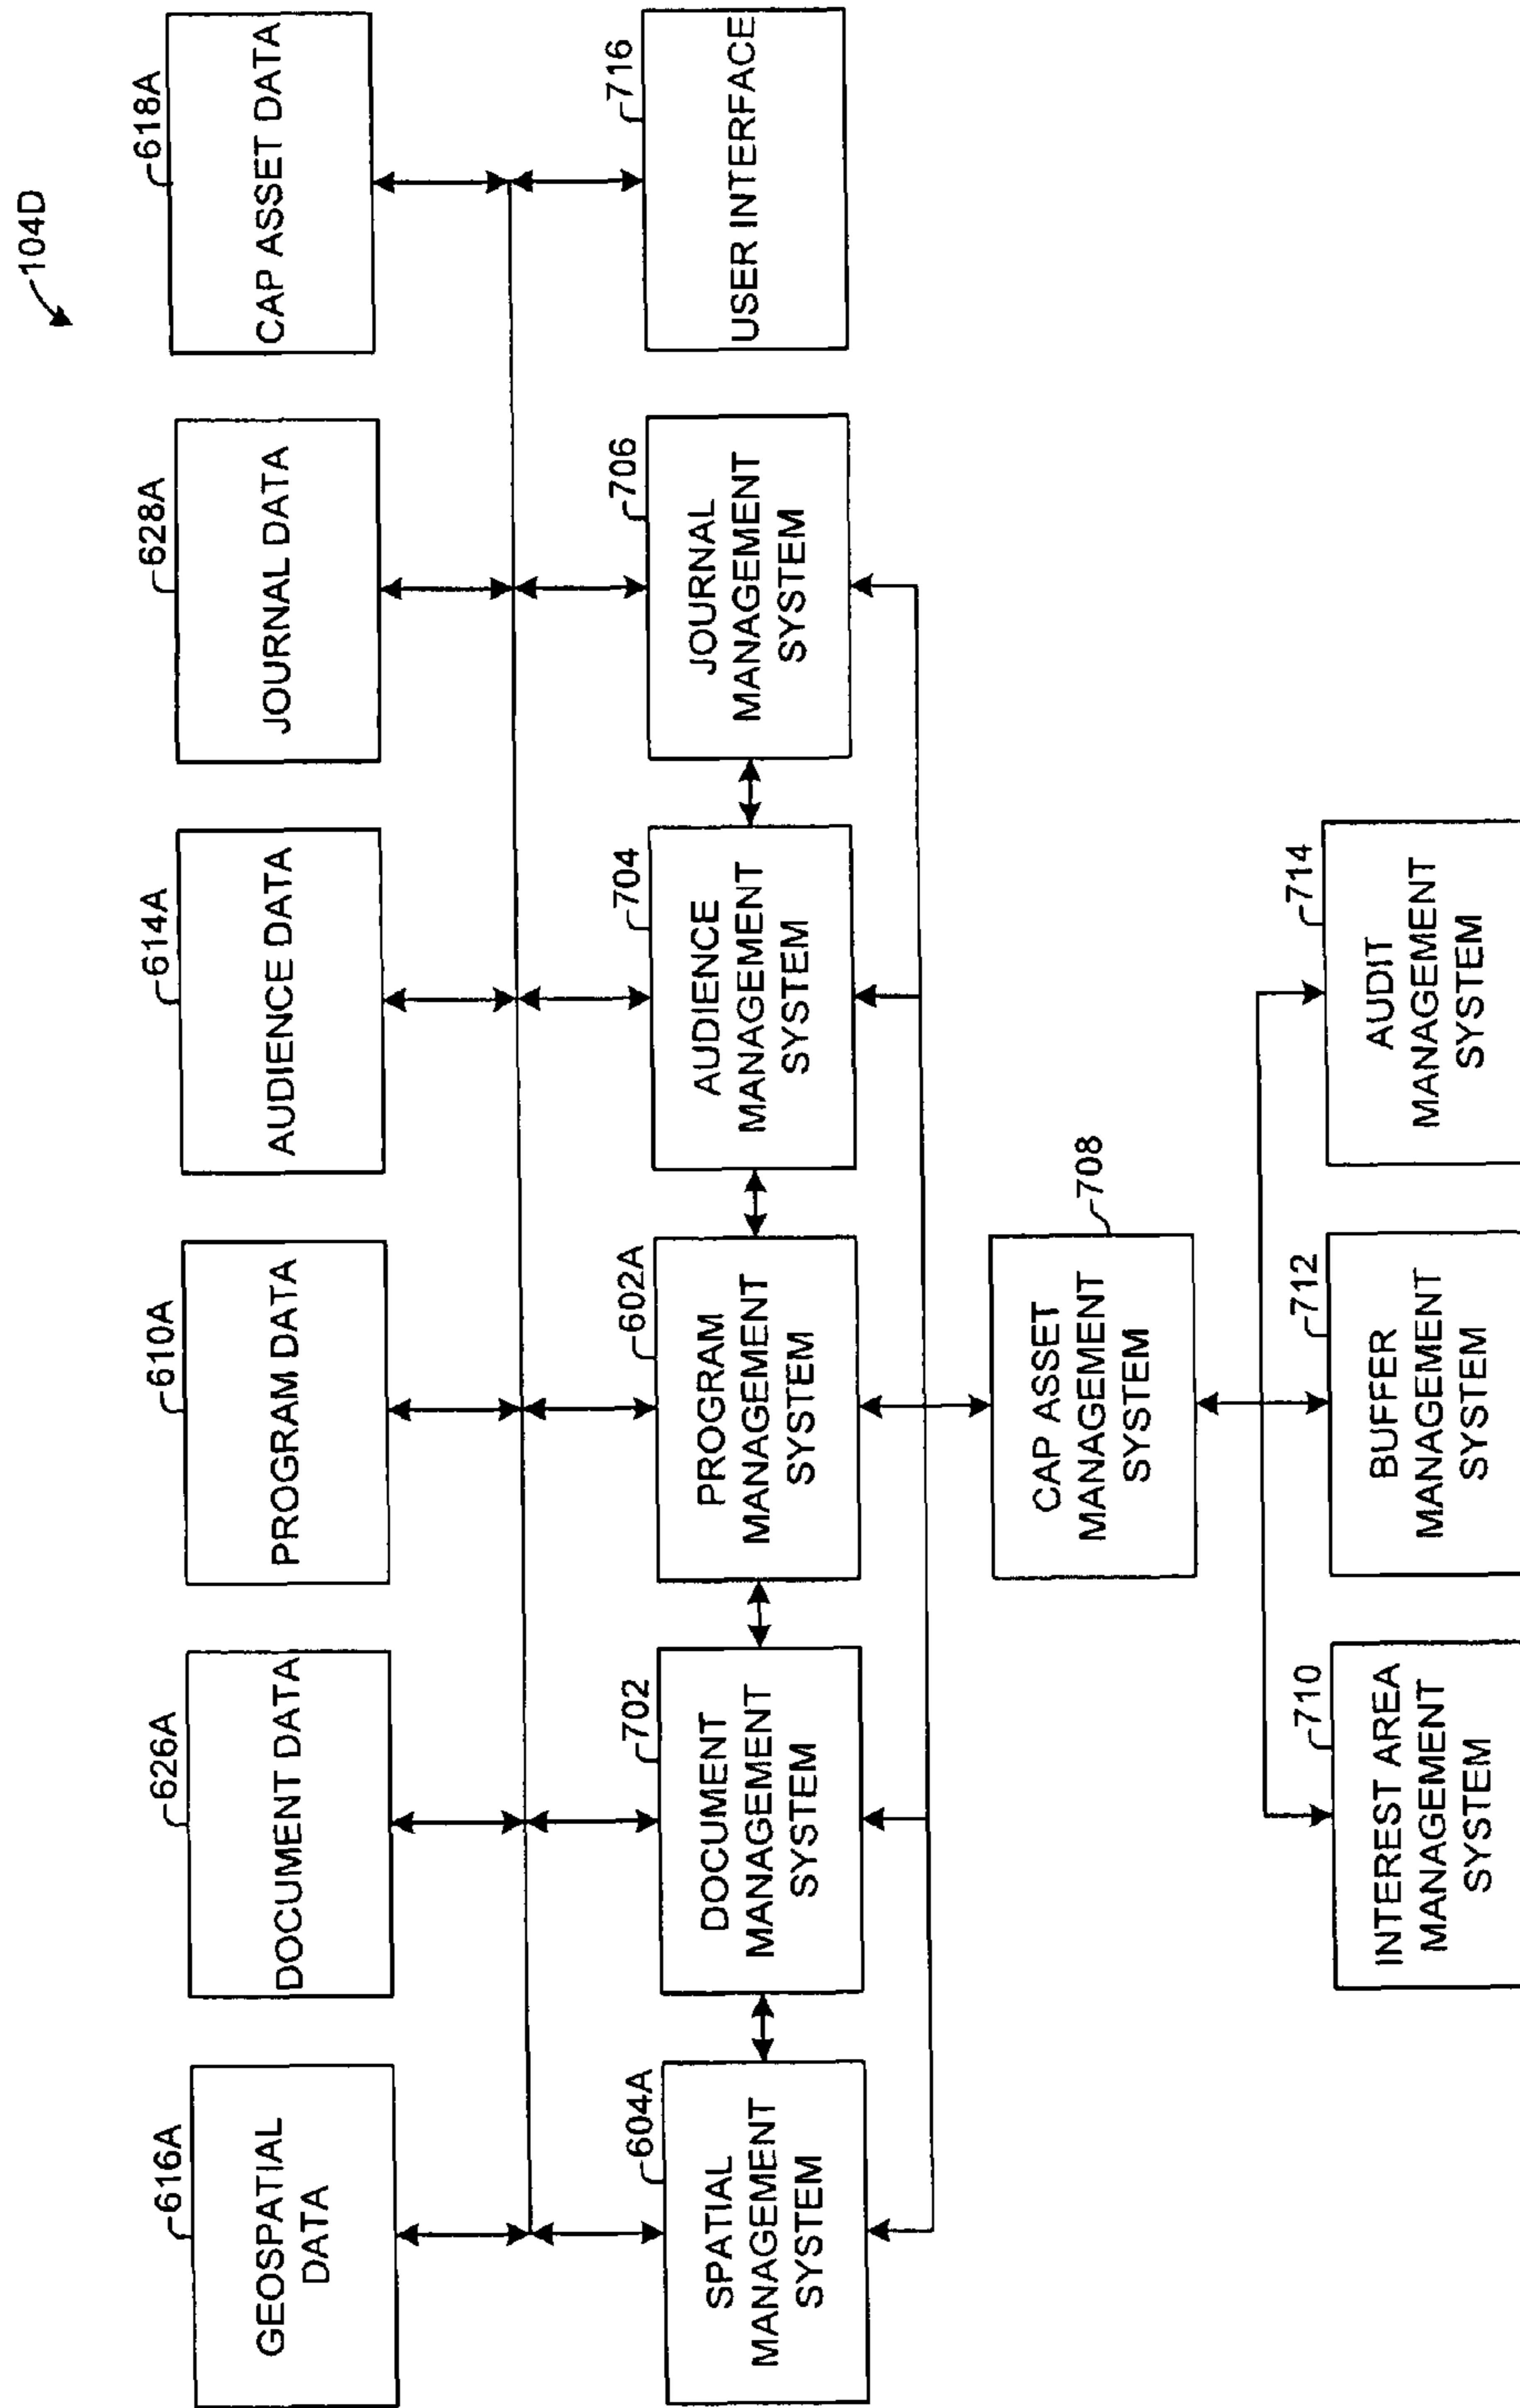 104D
616A
GEOSPATIAL
DATA
626A
DOCUMENT DATA
610A
PROGRAM DATA
614A
AUDIENCE DATA
628A
JOURNAL DATA
618A
CAP ASSET DATA
604A
SPATIAL
MANAGEMENT
SYSTEM
702
DOCUMENT
MANAGEMENT
SYSTEM
602A
PROGRAM
MANAGEMENT
SYSTEM
704
AUDIENCE
MANAGEMENT
SYSTEM
706
JOURNAL
MANAGEMENT
SYSTEM
716
USER INTERFACE
708
CAP ASSET
MANAGEMENT
SYSTEM
710
INTEREST AREA
MANAGEMENT
SYSTEM
712
BUFFER
MANAGEMENT
SYSTEM
714
AUDIT
MANAGEMENT
SYSTEM